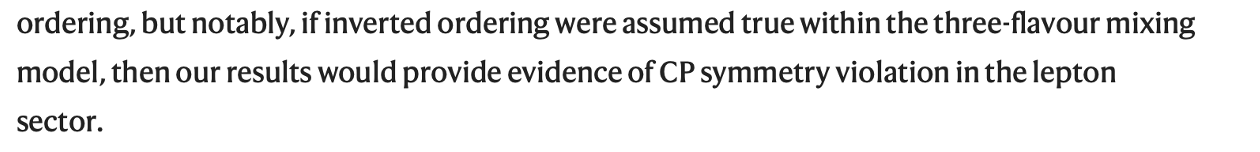 ordering, but notably, if inverted ordering were assumed true within the three-flavour mixing
model, then our results would provide evidence of CP symmetry violation in the lepton
sector.